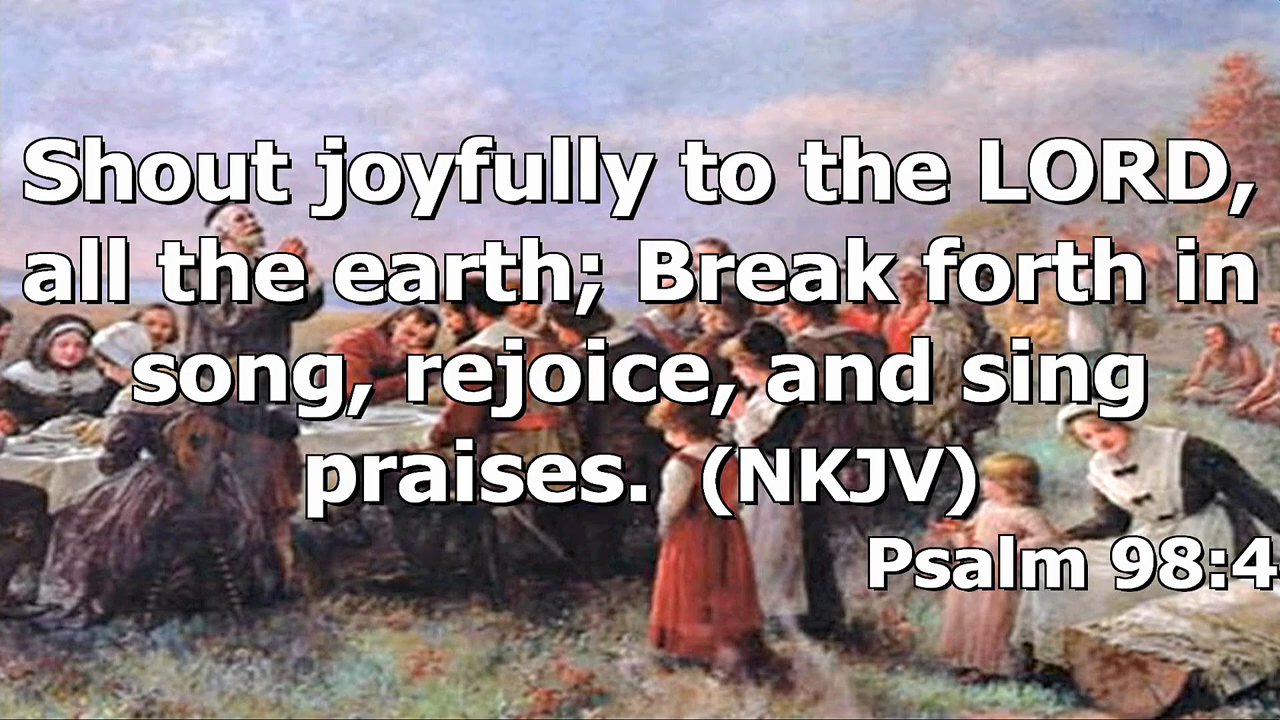 Shout joyfully to the LORD,
all the earth; Break forth in
song, rejoice, and sing
praises. (NKJV)
Psalm 98:4